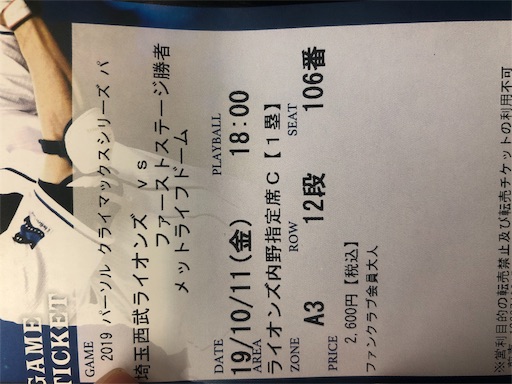 GAME TICKET
GAME
2019 パーソル クライマックスシリーズ パ
埼玉西武ライオンズ vs
ファーストステージ勝者
メットライフドーム
DATE PLAYBALL
19/10/11(金) 18:00
AREA
ライオンズ内野指定席C【1塁】
ZONE ROW SEAT
A3 12段 106番
PRICE
2,600円【税込】
ファンクラブ会員大人
※営利目的の転売禁止及び転売チケットの利用不可